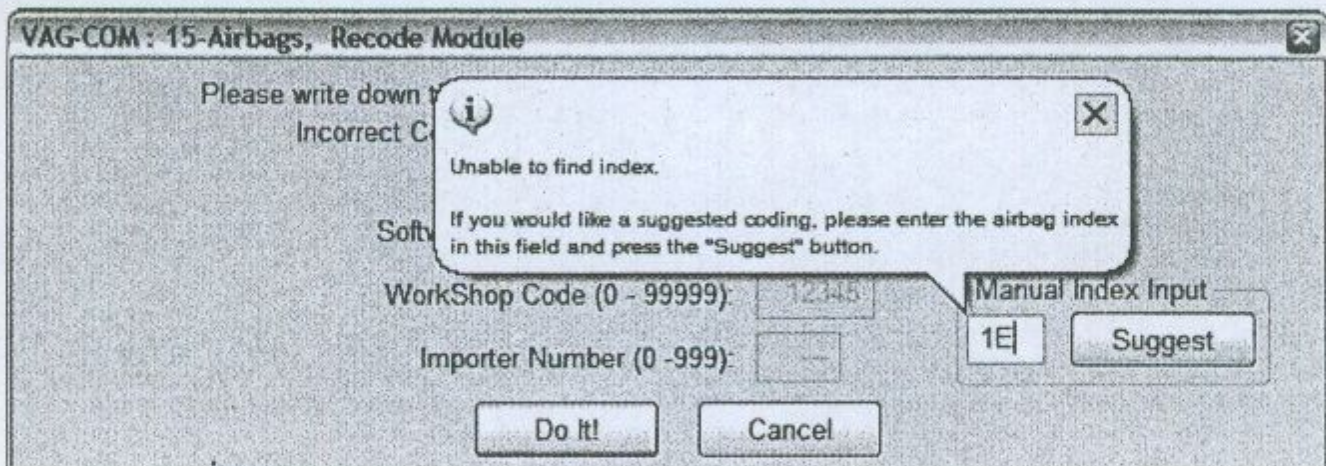 VAG-COM : 15-Airbags, Recode Module
Please write down t
Incorrect C
Unable to find index.
If you would like a suggested coding, please enter the airbag index
in this field and press the "Suggest" button.
Softw
WorkShop Code (0 - 99999): 12345
Manual Index Input
1E Suggest
Importer Number (0 -999): ---
Do It! Cancel